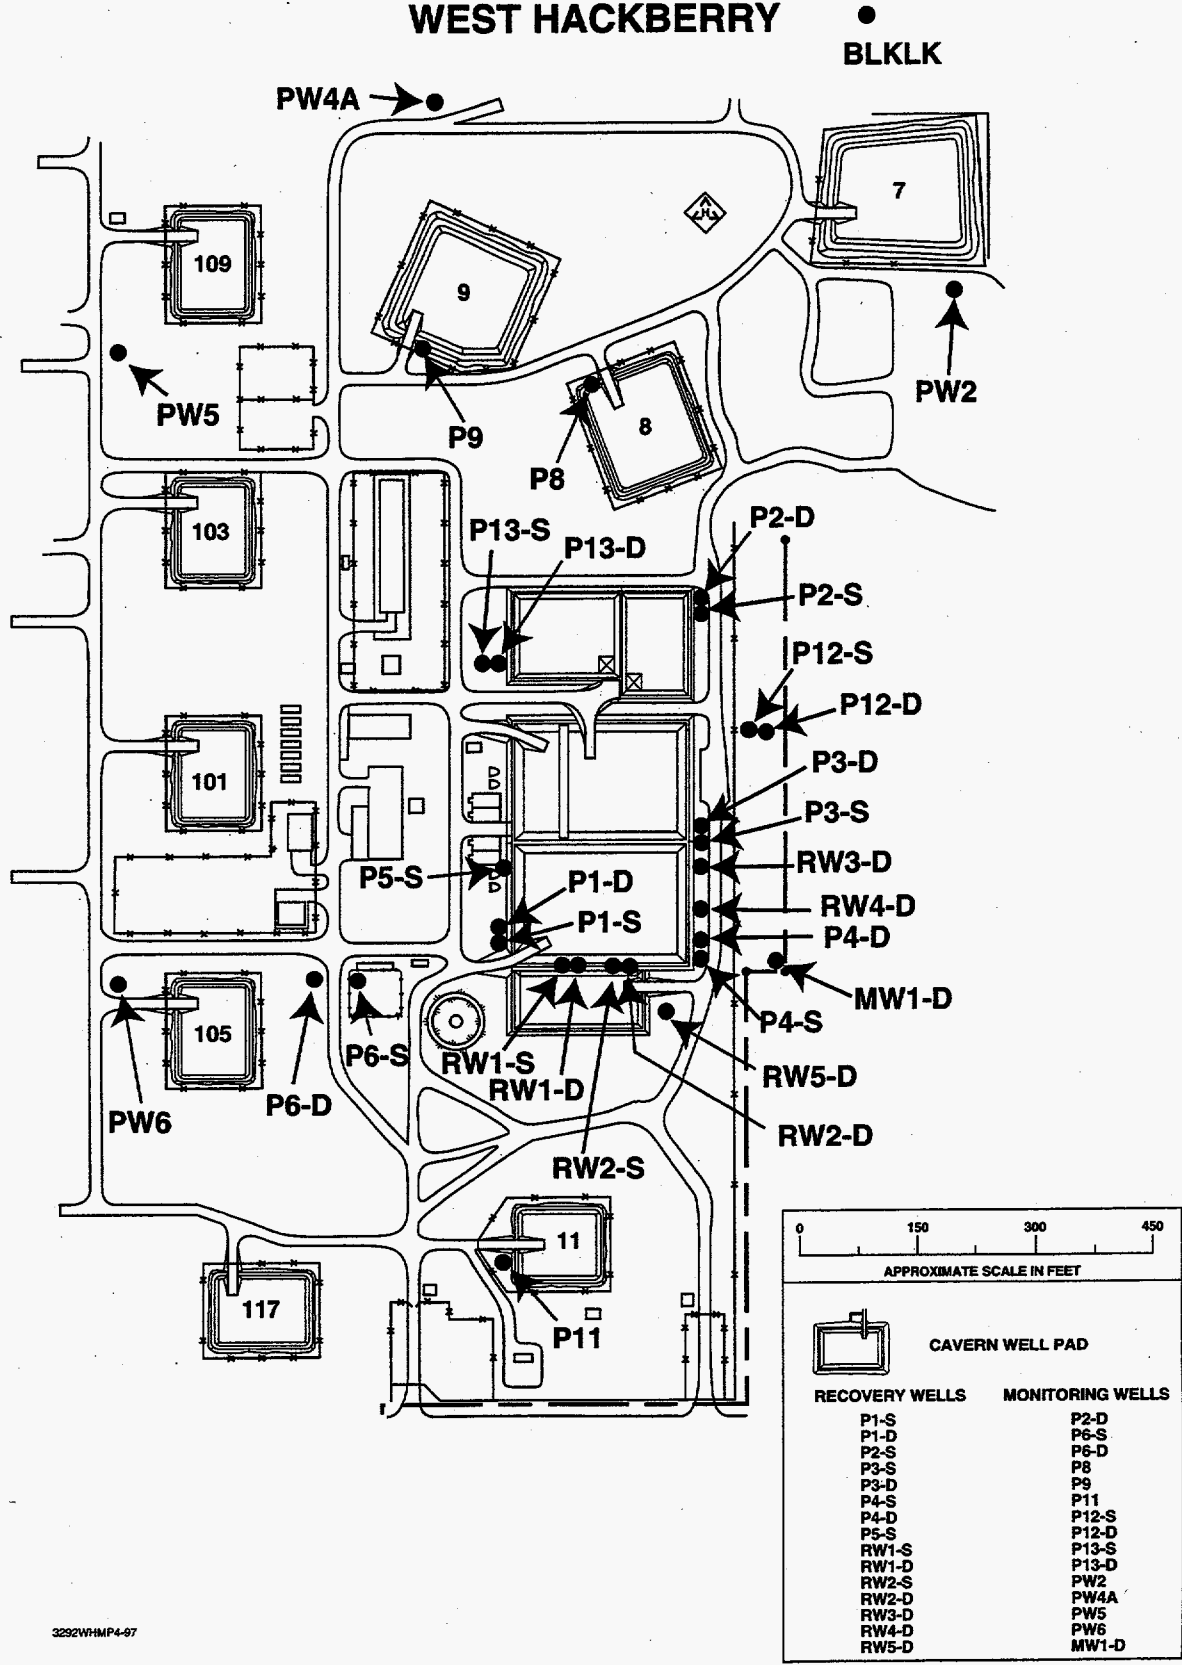 WEST HACKBERRY
BLKLK
PW4A
7
109
9
PW2
PW5
P9
8
P8
103
P13-S
P13-D
P2-D
P2-S
P12-S
P12-D
101
P3-D
P3-S
RW3-D
P5-S
P1-D
RW4-D
P1-S
P4-D
MW1-D
P4-S
105
P6-S
RW1-S
RW1-D
RW5-D
P6-D
PW6
RW2-D
RW2-S
11
117
P11
0 150 300 450
APPROXIMATE SCALE IN FEET
CAVERN WELL PAD
RECOVERY WELLS MONITORING WELLS
P1-S P2-D
P1-D P6-S
P2-S P6-D
P3-S P8
P3-D P9
P4-S P11
P4-D P12-S
P5-S P12-D
RW1-S P13-S
RW1-D P13-D
RW2-S PW2
RW2-D PW4A
RW3-D PW5
RW4-D PW6
RW5-D MW1-D
3292WHMP4-97